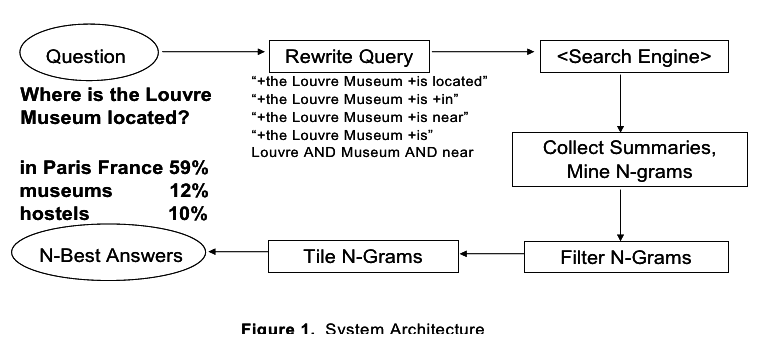 Question
Rewrite Query
<Search Engine>
Where is the Louvre
Museum located?
"+the Louvre Museum +is located"
"+the Louvre Museum +is +in"
"+the Louvre Museum +is near"
"+the Louvre Museum +is"
Louvre AND Museum AND near
Collect Summaries,
Mine N-grams
in Paris France 59%
museums 12%
hostels 10%
N-Best Answers
Tile N-Grams
Filter N-Grams
Figure 1. System Architecture